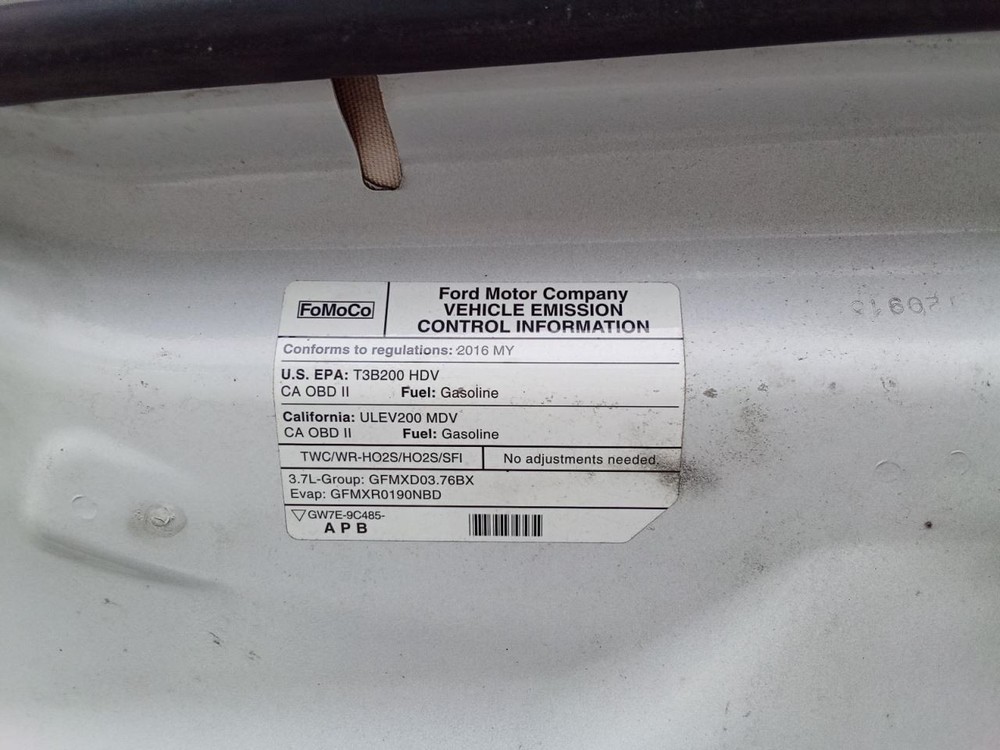 FoMoCo
Ford Motor Company
VEHICLE EMISSION
CONTROL INFORMATION
Conforms to regulations: 2016 MY
U.S. EPA: T3B200 HDV
CA OBD II Fuel: Gasoline
California: ULEV200 MDV
CA OBD II Fuel: Gasoline
TWC/WR-HO2S/HO2S/SFI
No adjustments needed.
3.7L-Group: GFMXD03.76BX
Evap: GFMXR0190NBD
GW7E-9C485-
A P B